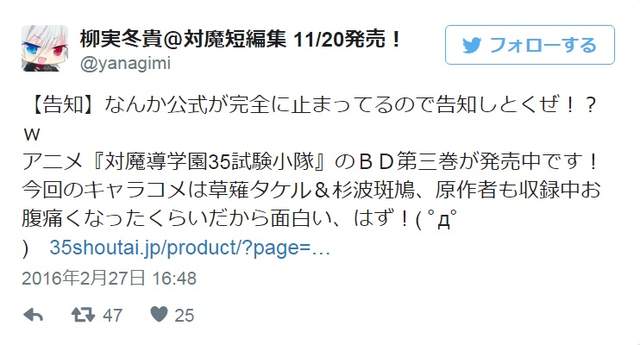 柳実冬貴@対魔短編集 11/20発売!
@yanagimi
フォローする
【告知】なんか公式が完全に止まってるので告知しとくぜ!?
w
アニメ『対魔導学園35試験小隊』のBD第三巻が発売中です!
今回のキャラコメは草薙タケル&杉波斑鳩、原作者も収録中お
腹痛くなったくらいだから面白い、はず!( ﾟдﾟ
) 35shoutai.jp/product/?page=…
2016年2月27日 16:48
47 25